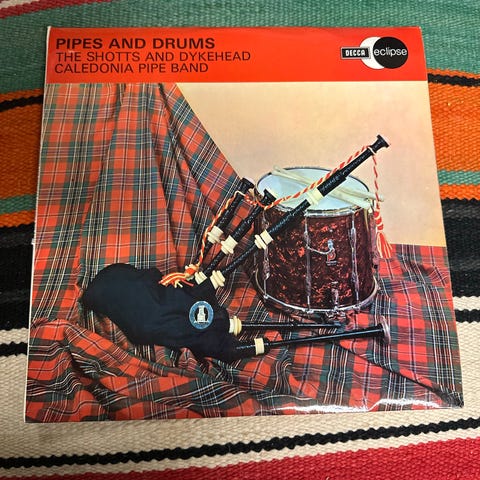 PIPES AND DRUMS
THE SHOTTS AND DYKEHEAD
CALEDONIA PIPE BAND
DECCA eclipse